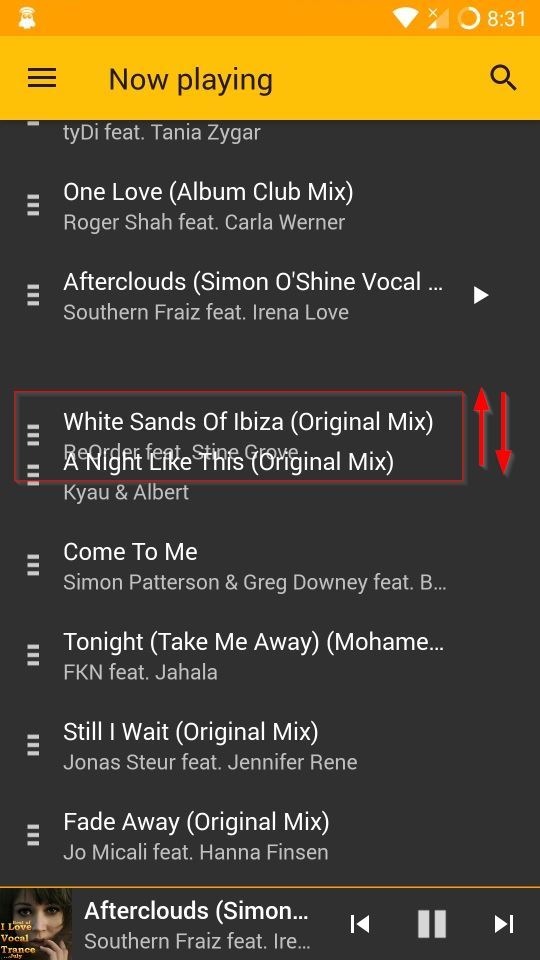 8:31
Now playing
tyDi feat. Tania Zygar
One Love (Album Club Mix)
Roger Shah feat. Carla Werner
Afterclouds (Simon O'Shine Vocal ...
Southern Fraiz feat. Irena Love
White Sands Of Ibiza (Original Mix)
ReOrder feat. Stine Grove
A Night Like This (Original Mix)
Kyau & Albert
Come To Me
Simon Patterson & Greg Downey feat. B...
Tonight (Take Me Away) (Mohame...
FKN feat. Jahala
Still I Wait (Original Mix)
Jonas Steur feat. Jennifer Rene
Fade Away (Original Mix)
Jo Micali feat. Hanna Finsen
Best of
I Love
Vocal
Trance
...July
Afterclouds (Simon...
Southern Fraiz feat. Ire...